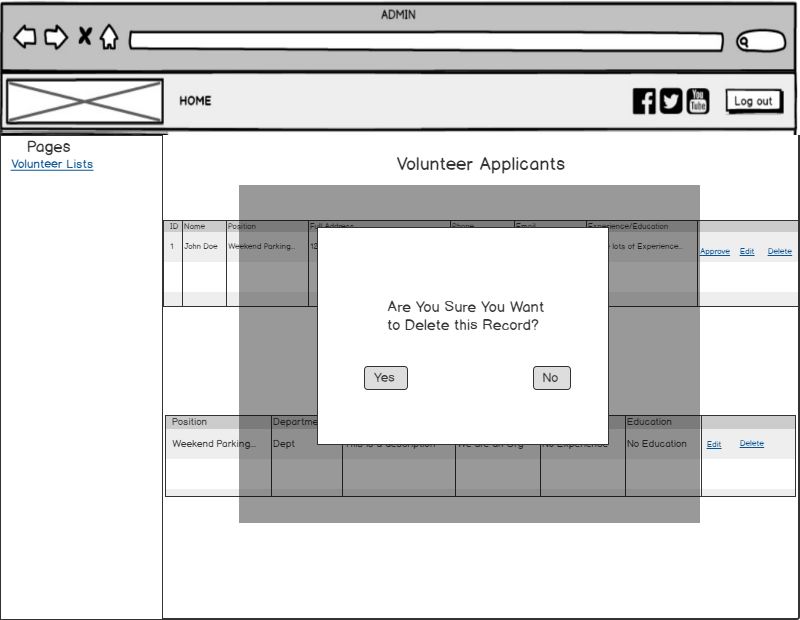 ADMIN
HOME
You
Tube
Log out
Pages
Volunteer Lists
Volunteer Applicants
ID Name Position Full Address Phone Email Experience/Education
1 John Doe Weekend Parking... 12 lots of Experience... Approve Edit Delete
Are You Sure You Want
to Delete this Record?
Yes No
Position Departme Education
Weekend Parking... Dept This is a description We are an Org No Experience No Education Edit Delete